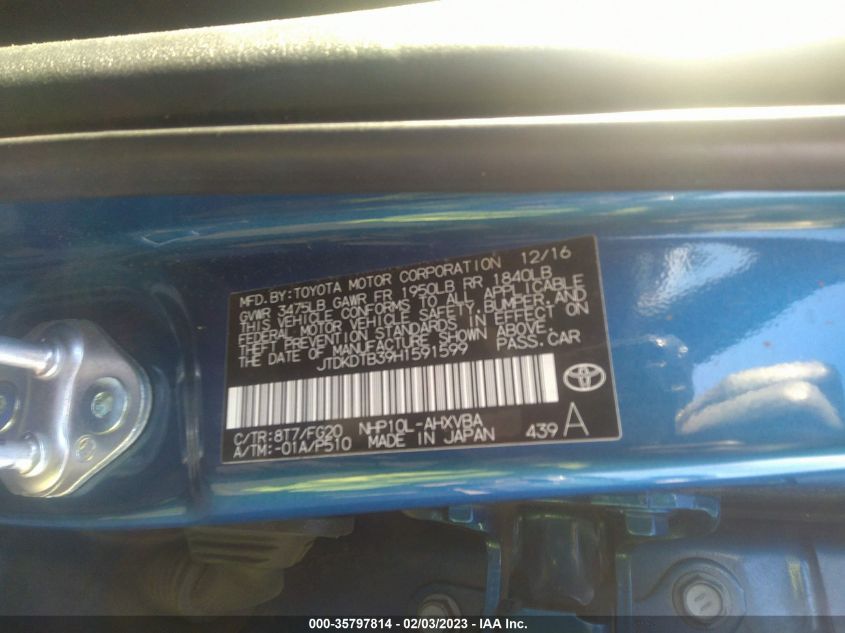 MFD. BY: TOYOTA MOTOR CORPORATION 12/16
GVWR 3475LB GAWR FR 1950LB RR 1840LB
THIS VEHICLE CONFORMS TO ALL APPLICABLE
FEDERAL MOTOR VEHICLE SAFETY, BUMPER, AND
THEFT PREVENTION STANDARDS IN EFFECT ON
THE DATE OF MANUFACTURE SHOWN ABOVE.
JTDKDTB39H1591599 PASS.CAR
C/TR: 8T7/FG20 NHP10L-AHXVBA
A/TM: -01A/P510 MADE IN JAPAN 439 A
000-35797814 - 02/03/2023 - IAA Inc.